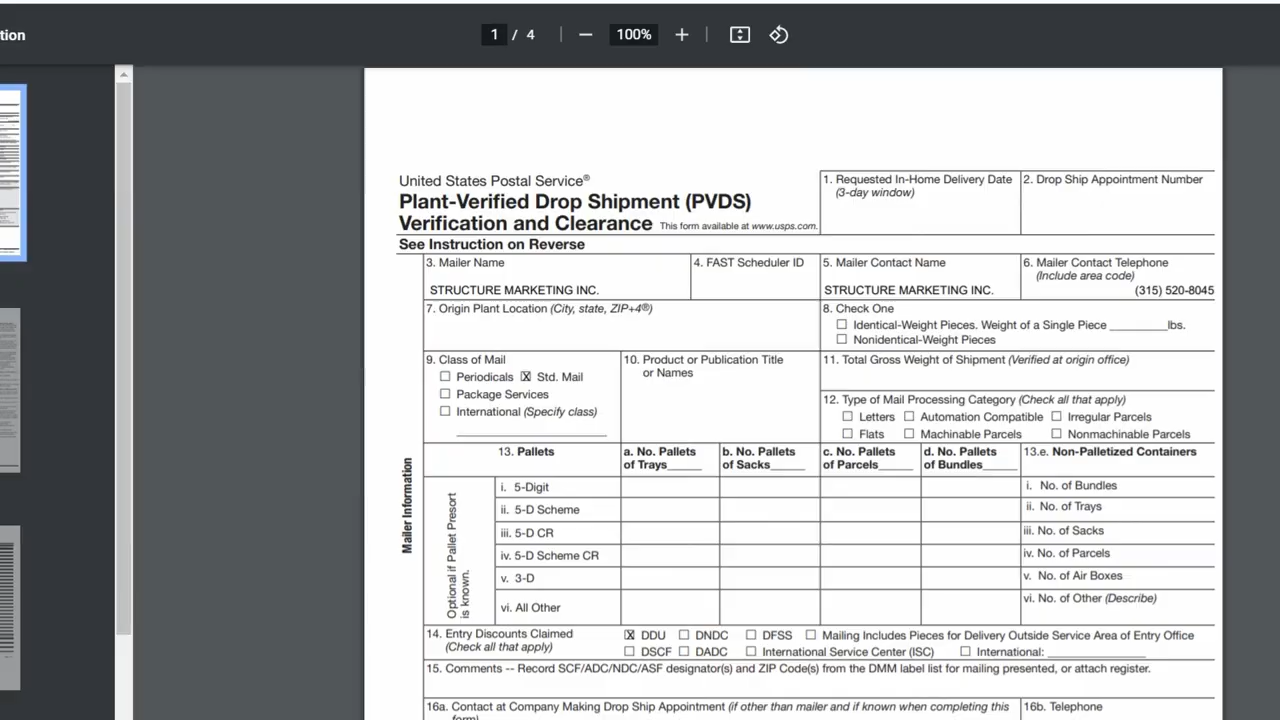 tion
1 / 4
100%
United States Postal Service®
Plant-Verified Drop Shipment (PVDS)
Verification and Clearance This form available at www.usps.com.
See Instruction on Reverse
1. Requested In-Home Delivery Date
(3-day window)
2. Drop Ship Appointment Number
3. Mailer Name
STRUCTURE MARKETING INC.
4. FAST Scheduler ID
5. Mailer Contact Name
STRUCTURE MARKETING INC.
6. Mailer Contact Telephone
(Include area code)
(315) 520-8045
7. Origin Plant Location (City, state, ZIP+4®)
8. Check One
Identical-Weight Pieces. Weight of a Single Piece _________lbs.
Nonidentical-Weight Pieces
9. Class of Mail
Periodicals X Std. Mail
Package Services
International (Specify class)
10. Product or Publication Title
or Names
11. Total Gross Weight of Shipment (Verified at origin office)
12. Type of Mail Processing Category (Check all that apply)
Letters Automation Compatible Irregular Parcels
Flats Machinable Parcels Nonmachinable Parcels
Mailer Information
13. Pallets
a. No. Pallets
of Trays_____
b. No. Pallets
of Sacks_____
c. No. Pallets
of Parcels_____
d. No. Pallets
of Bundles_____
13.e. Non-Palletized Containers
Optional if Pallet Presort
is known.
i. 5-Digit
ii. 5-D Scheme
iii. 5-D CR
iv. 5-D Scheme CR
v. 3-D
vi. All Other
i. No. of Bundles
ii. No. of Trays
iii. No. of Sacks
iv. No. of Parcels
v. No. of Air Boxes
vi. No. of Other (Describe)
14. Entry Discounts Claimed
(Check all that apply)
X DDU DNDC DFSS Mailing Includes Pieces for Delivery Outside Service Area of Entry Office
DSCF DADC International Service Center (ISC) International: _______________
15. Comments -- Record SCF/ADC/NDC/ASF designator(s) and ZIP Code(s) from the DMM label list for mailing presented, or attach register.
16a. Contact at Company Making Drop Ship Appointment (if other than mailer and if known when completing this
form)
16b. Telephone